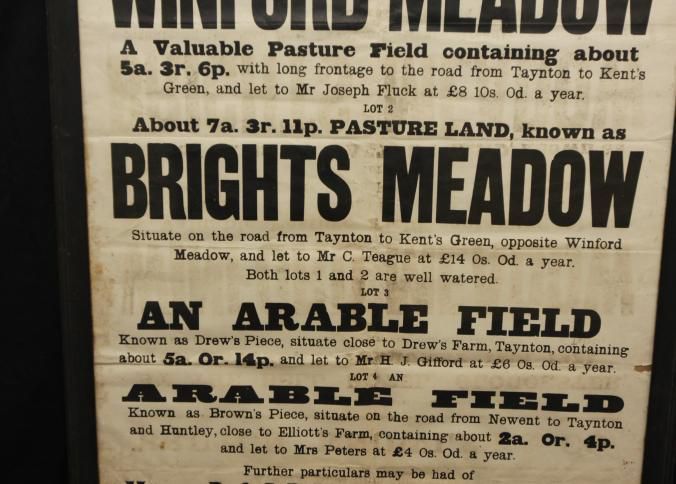 WINFORD MEADOW
A Valuable Pasture Field containing about
5a. 3r. 6p. with long frontage to the road from Taynton to Kent's
Green, and let to Mr Joseph Fluck at £8 10s. 0d. a year.
LOT 2
About 7a. 3r. 11p. PASTURE LAND, known as
BRIGHTS MEADOW
Situate on the road from Taynton to Kent's Green, opposite Winford
Meadow, and let to Mr C. Teague at £14 0s. 0d. a year.
Both lots 1 and 2 are well watered.
LOT 3
AN ARABLE FIELD
Known as Drew's Piece, situate close to Drew's Farm, Taynton, containing
about 5a. 0r. 14p. and let to Mr H. J. Gifford at £6 0s. 0d. a year.
LOT 4 AN
ARABLE FIELD
Known as Brown's Piece, situate on the road from Newent to Taynton
and Huntley, close to Elliott's Farm, containing about 2a. 0r. 4p.
and let to Mrs Peters at £4 0s. 0d. a year.
Further particulars may be had of